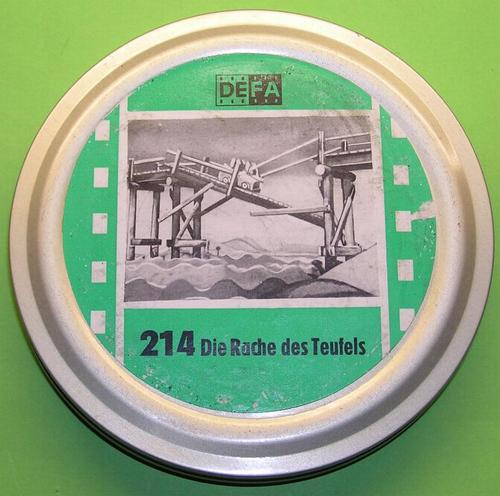 DEFA
214 Die Rache des Teufels